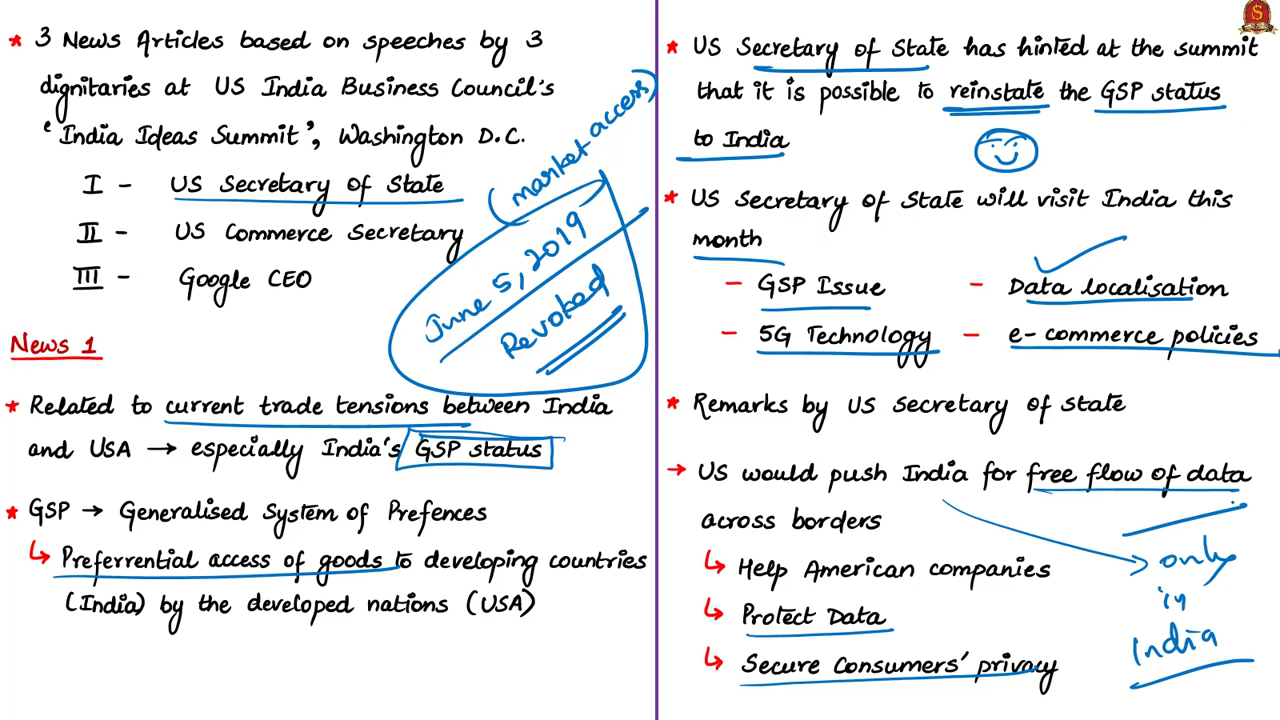 * 3 News Articles based on speeches by 3
dignitaries at US India Business Council's
'India Ideas Summit', Washington D.C.
I - US Secretary of State
II - US Commerce Secretary
III - Google CEO
(market access)
June 5, 2019
Revoked
News 1
* Related to current trade tensions between India
and USA → especially India's GSP status
* GSP → Generalised System of Prefences
↳ Preferrential access of goods to developing countries
(India) by the developed nations (USA)
* US Secretary of State has hinted at the summit
that it is possible to reinstate the GSP status
to India
* US Secretary of State will visit India this
month
- GSP Issue - Data localisation
- 5G Technology - e-commerce policies
* Remarks by US Secretary of State
→ US would push India for free flow of data
across borders
↳ Help American companies
↳ Protect Data
↳ Secure Consumers' privacy
only
in
India
S